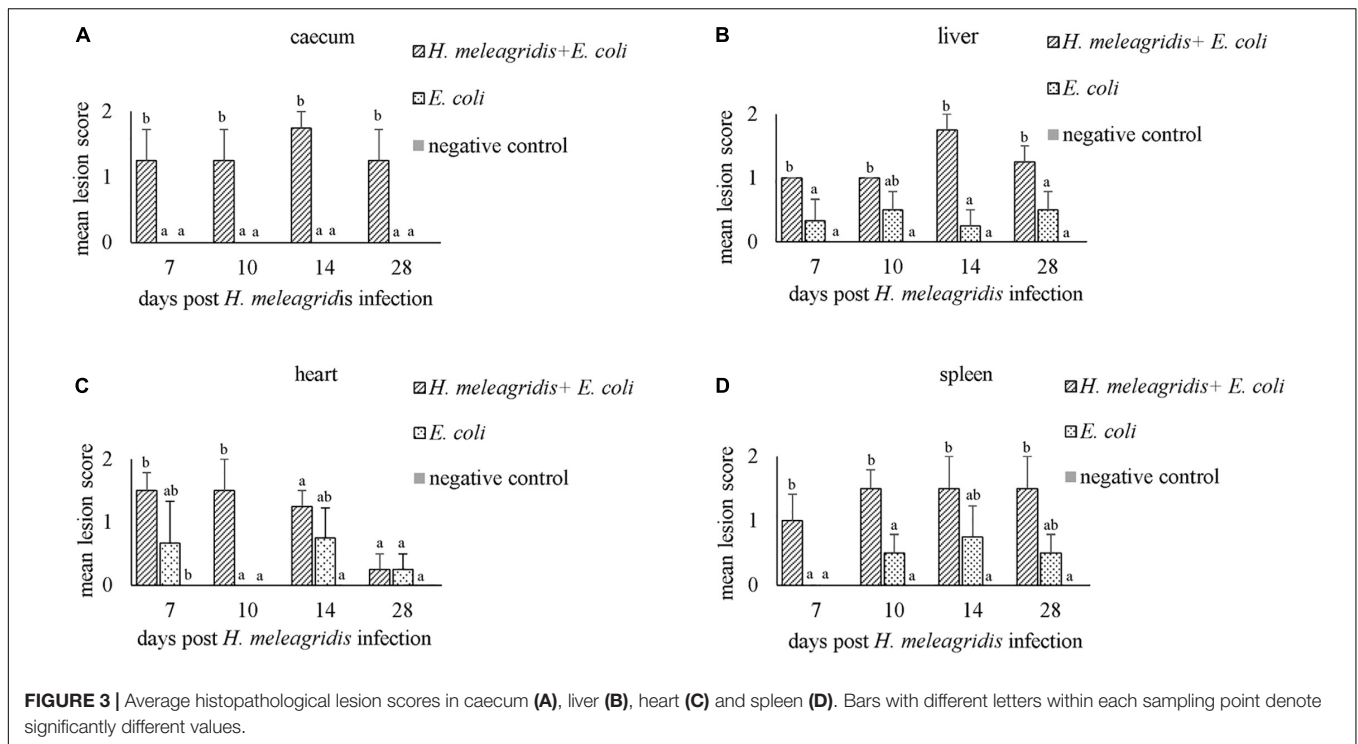 A
caecum
H. meleagridis+E. coli
E. coli
negative control
mean lesion score
2
1
0
b b b b
a a a a a a a a
7 10 14 28
days post H. meleagridis infection
B
liver
H. meleagridis+ E. coli
E. coli
negative control
mean lesion score
2
1
0
b b b b
a ab a a
a a a a
7 10 14 28
days post H. meleagridis infection
C
heart
H. meleagridis+ E. coli
E. coli
negative control
mean lesion score
2
1
0
b b a a
ab a ab a
b a a a
7 10 14 28
days post H. meleagridis infection
D
spleen
H. meleagridis+ E. coli
E. coli
negative control
mean lesion score
2
1
0
b b b b
a a ab ab
a a a a
7 10 14 28
days post H. meleagridis infection
FIGURE 3 | Average histopathological lesion scores in caecum (A), liver (B), heart (C) and spleen (D). Bars with different letters within each sampling point denote
significantly different values.